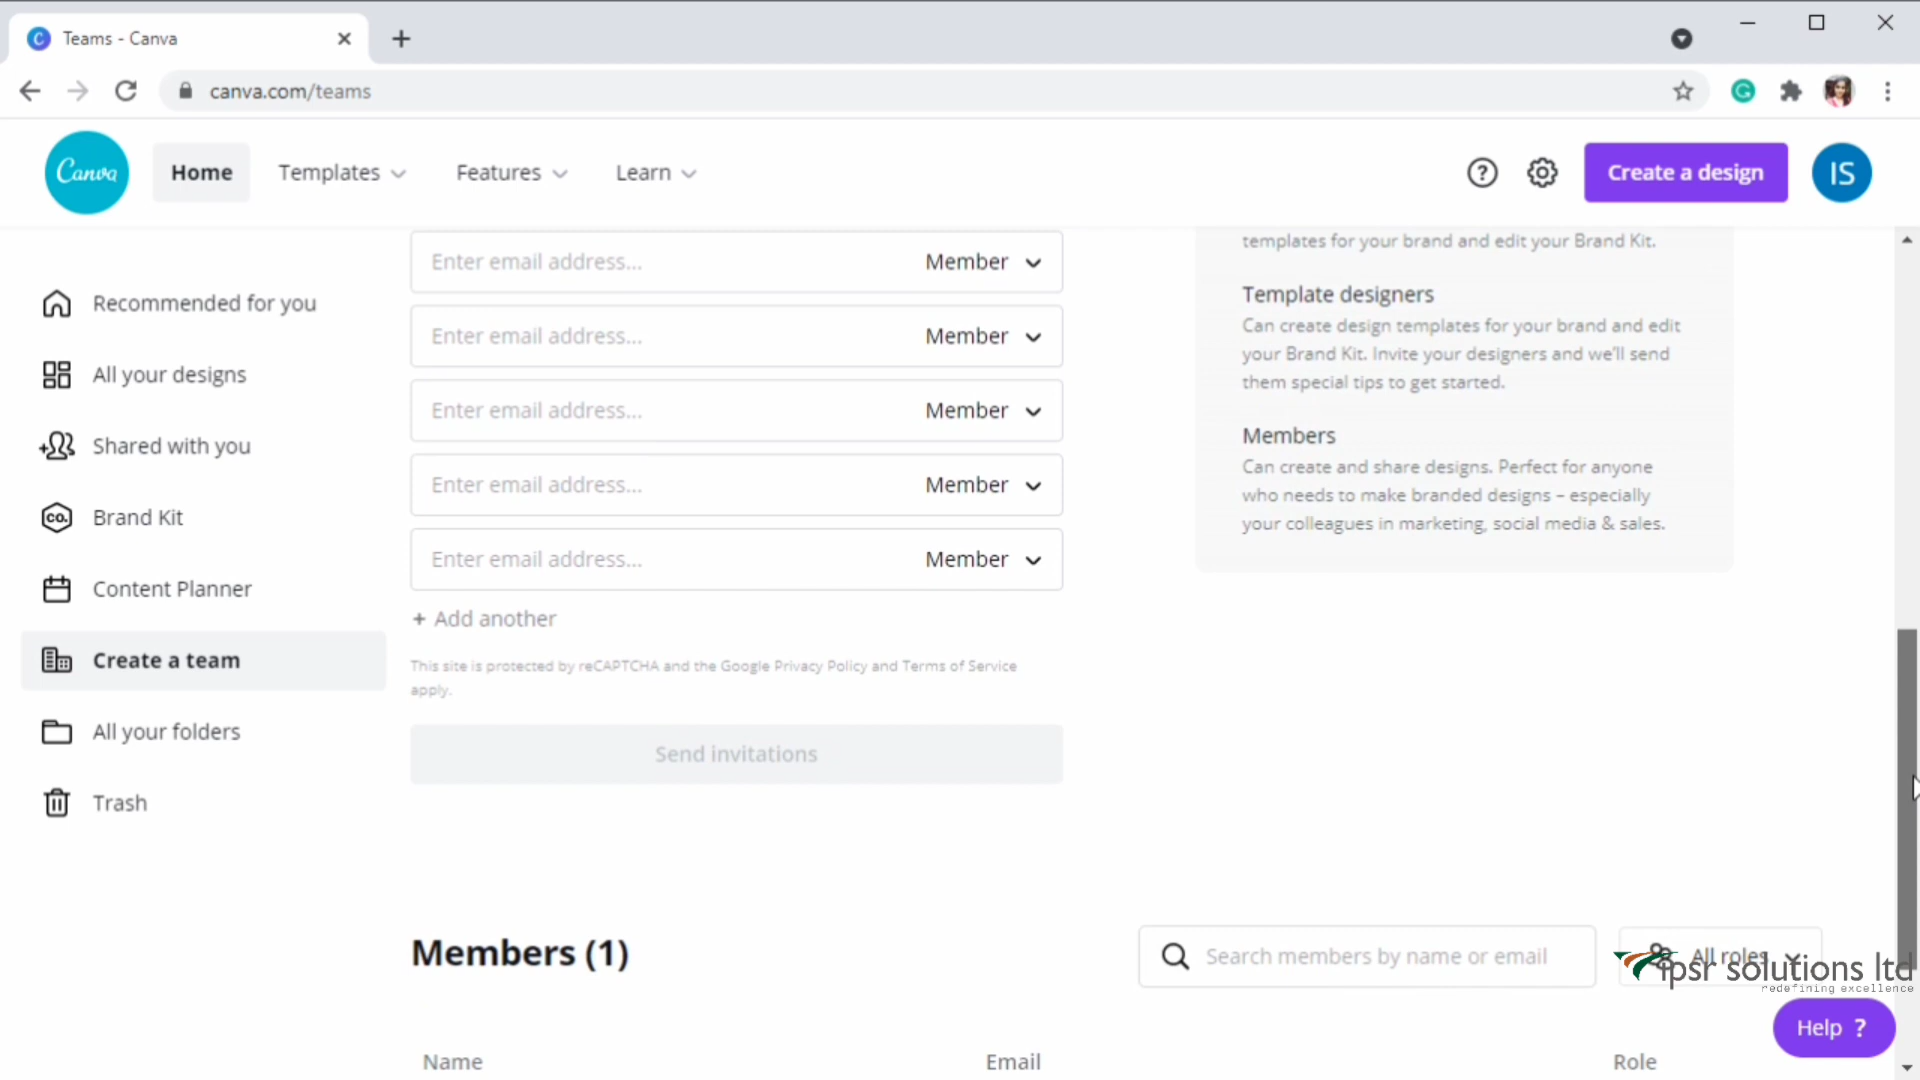 Teams - Canva
canva.com/teams
Canva
Home
Templates
Features
Learn
Create a design
IS
Recommended for you
All your designs
Shared with you
CO.
Brand Kit
Content Planner
Create a team
All your folders
Trash
Enter email address... Member
Enter email address... Member
Enter email address... Member
Enter email address... Member
Enter email address... Member
+ Add another
This site is protected by reCAPTCHA and the Google Privacy Policy and Terms of Service
apply.
Send invitations
templates for your brand and edit your Brand Kit.
Template designers
Can create design templates for your brand and edit
your Brand Kit. Invite your designers and we'll send
them special tips to get started.
Members
Can create and share designs. Perfect for anyone
who needs to make branded designs – especially
your colleagues in marketing, social media & sales.
Members (1)
Search members by name or email
All roles
ipsr solutions ltd
redefining excellence
Help ?
Name Email Role